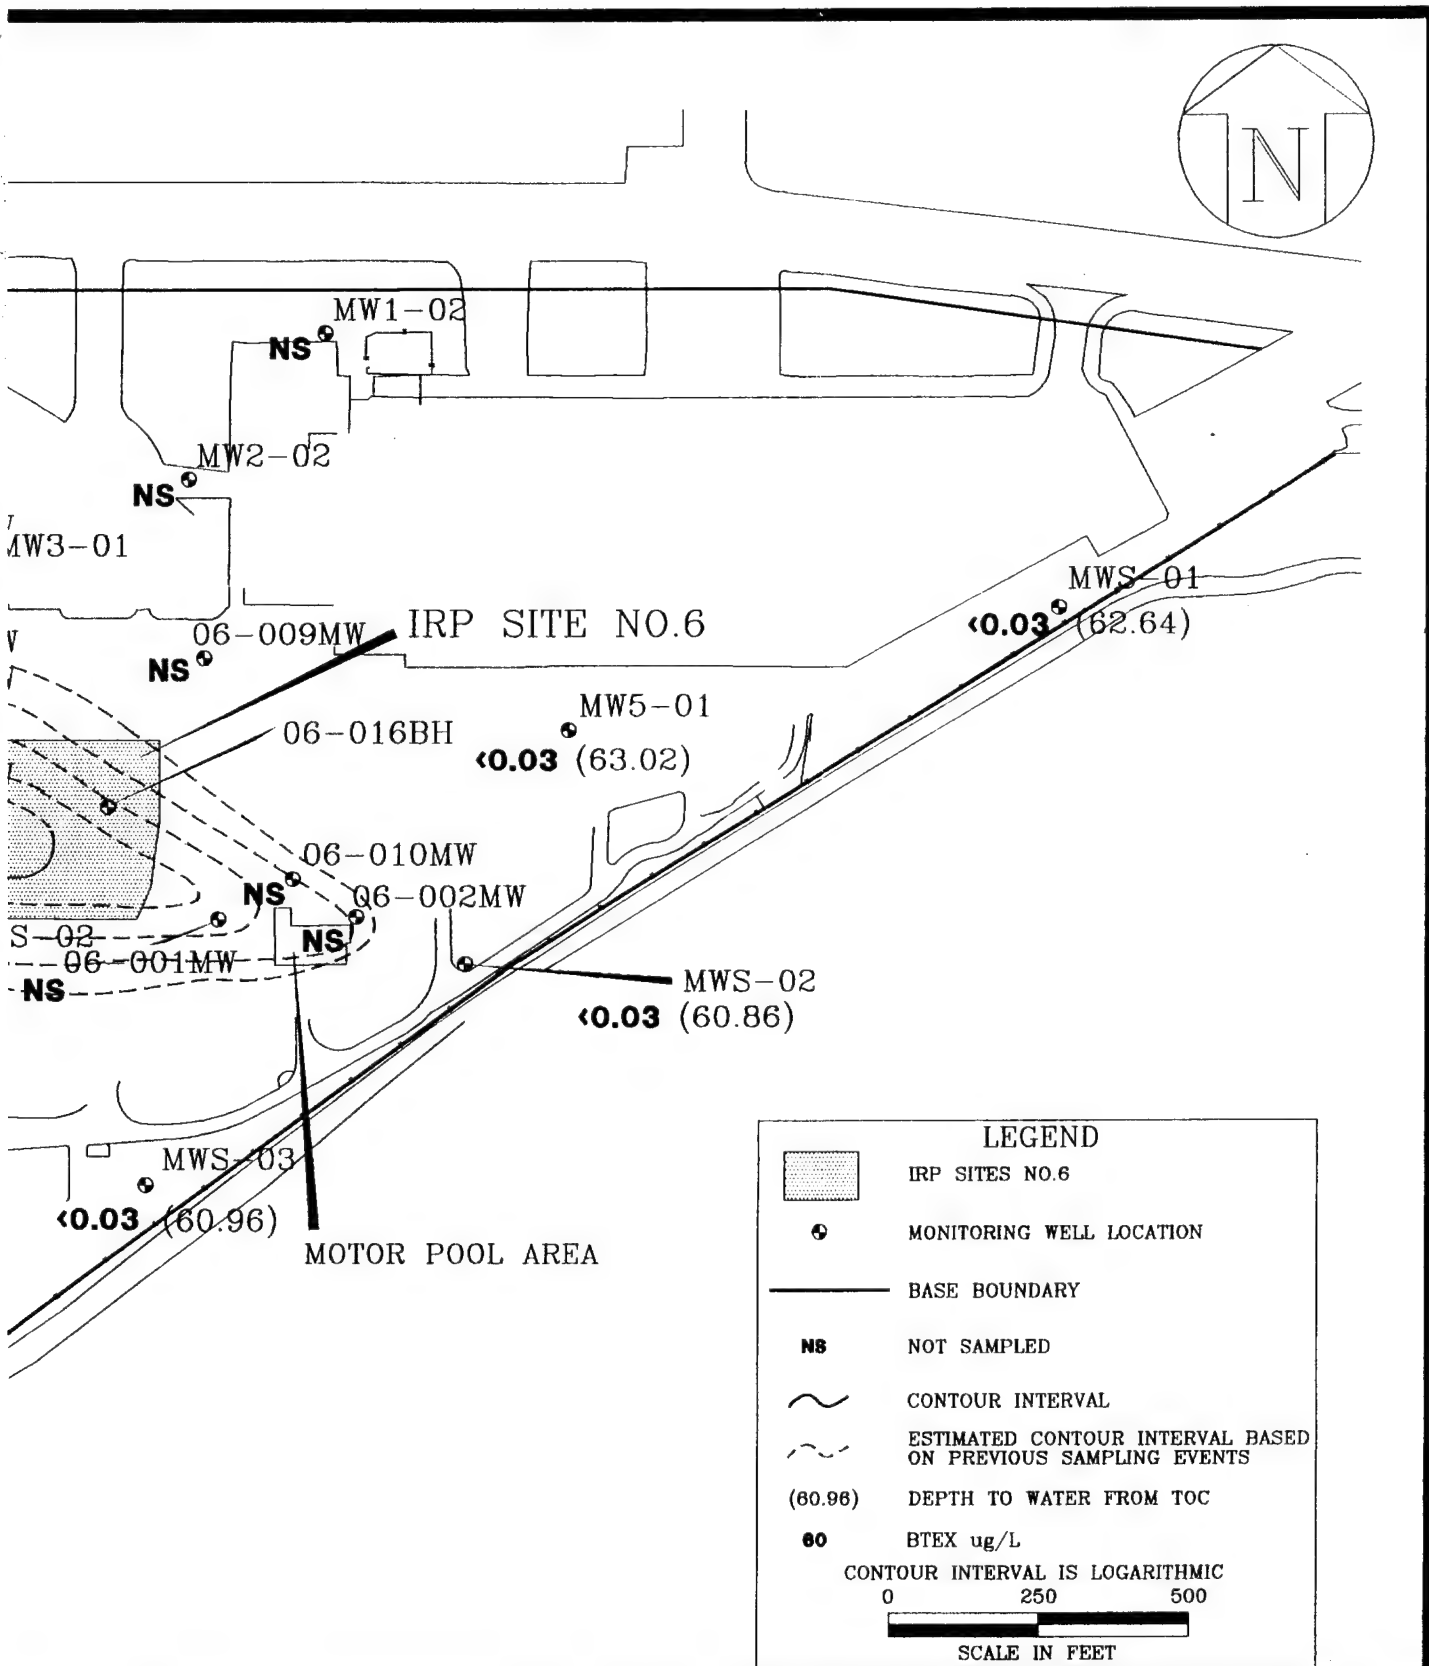 N
MW1-02
NS
MW2-02
NS
MW3-01
IRP SITE NO.6
06-009MW
NS
MWS-01
<0.03 (62.64)
06-016BH
MW5-01
<0.03 (63.02)
06-010MW
NS
06-002MW
NS
S-02
06-001MW
NS
MWS-02
<0.03 (60.86)
MWS-03
<0.03 (60.96)
MOTOR POOL AREA
LEGEND
IRP SITES NO.6
MONITORING WELL LOCATION
BASE BOUNDARY
NS NOT SAMPLED
CONTOUR INTERVAL
ESTIMATED CONTOUR INTERVAL BASED
ON PREVIOUS SAMPLING EVENTS
(60.96) DEPTH TO WATER FROM TOC
60 BTEX ug/L
CONTOUR INTERVAL IS LOGARITHMIC
0 250 500
SCALE IN FEET